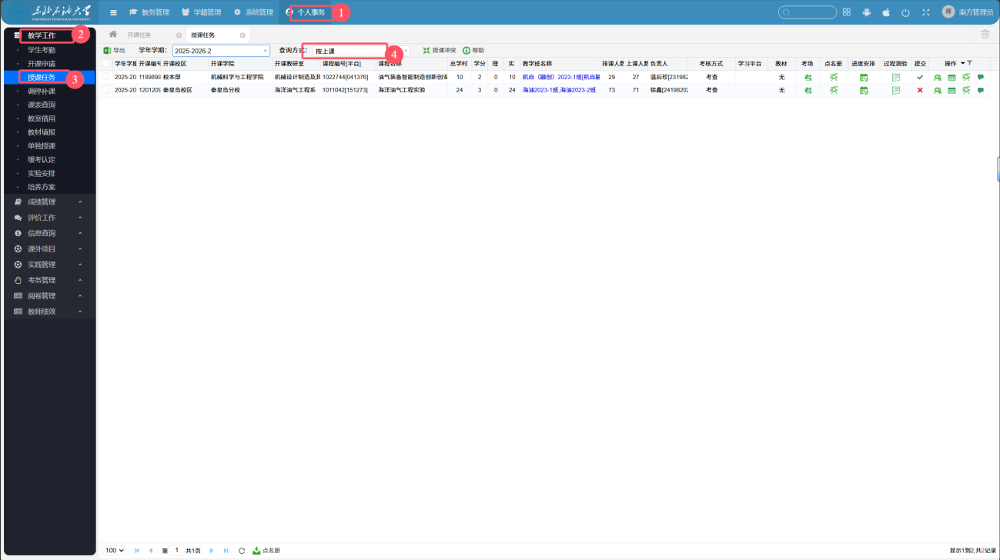 东北石油大学
NORTHEAST PETROLEUM UNIVERSITY
教务管理 学籍管理 系统管理 个人事务 1 师 乘方管理员
教学工作 2
学生考勤
开课申请
授课任务 3
调停补课
课表查询
教室借用
教材填报
单独授课
缓考认定
实验安排
培养方案
成绩管理
评价工作
信息查询
课外项目
实践管理
考务管理
阅卷管理
教师绩效
开课任务 授课任务
导出 学年学期: 2025-2026-2 查询方式: 按上课 4 授课冲突 帮助
学年学期 开课编号 开课校区 开课学院 开课教研室 课程编号[平台] 课程名称 总学时 学分 理 实 教学班名称 排课人数 上课人数 负责人 考核方式 学习平台 教材 考场 点名册 进度安排 过程测验 提交 操作
2025-20 1189899 校本部 机械科学与工程学院 机械设计制造及其 1022744[041376] 油气装备智能制造创新创业 10 2 0 10 机自（融创）2023-1班[机自融 29 27 温后珍[231982 考查 无
2025-20 1201209 秦皇岛校区 秦皇岛分校 海洋油气工程系 1011042[151273] 海洋油气工程实验 24 3 0 24 海油2023-1班,海油2023-2班 73 71 徐鑫[2419820 考查 无
100 第 1 共1页 点名册 显示1到2,共2记录